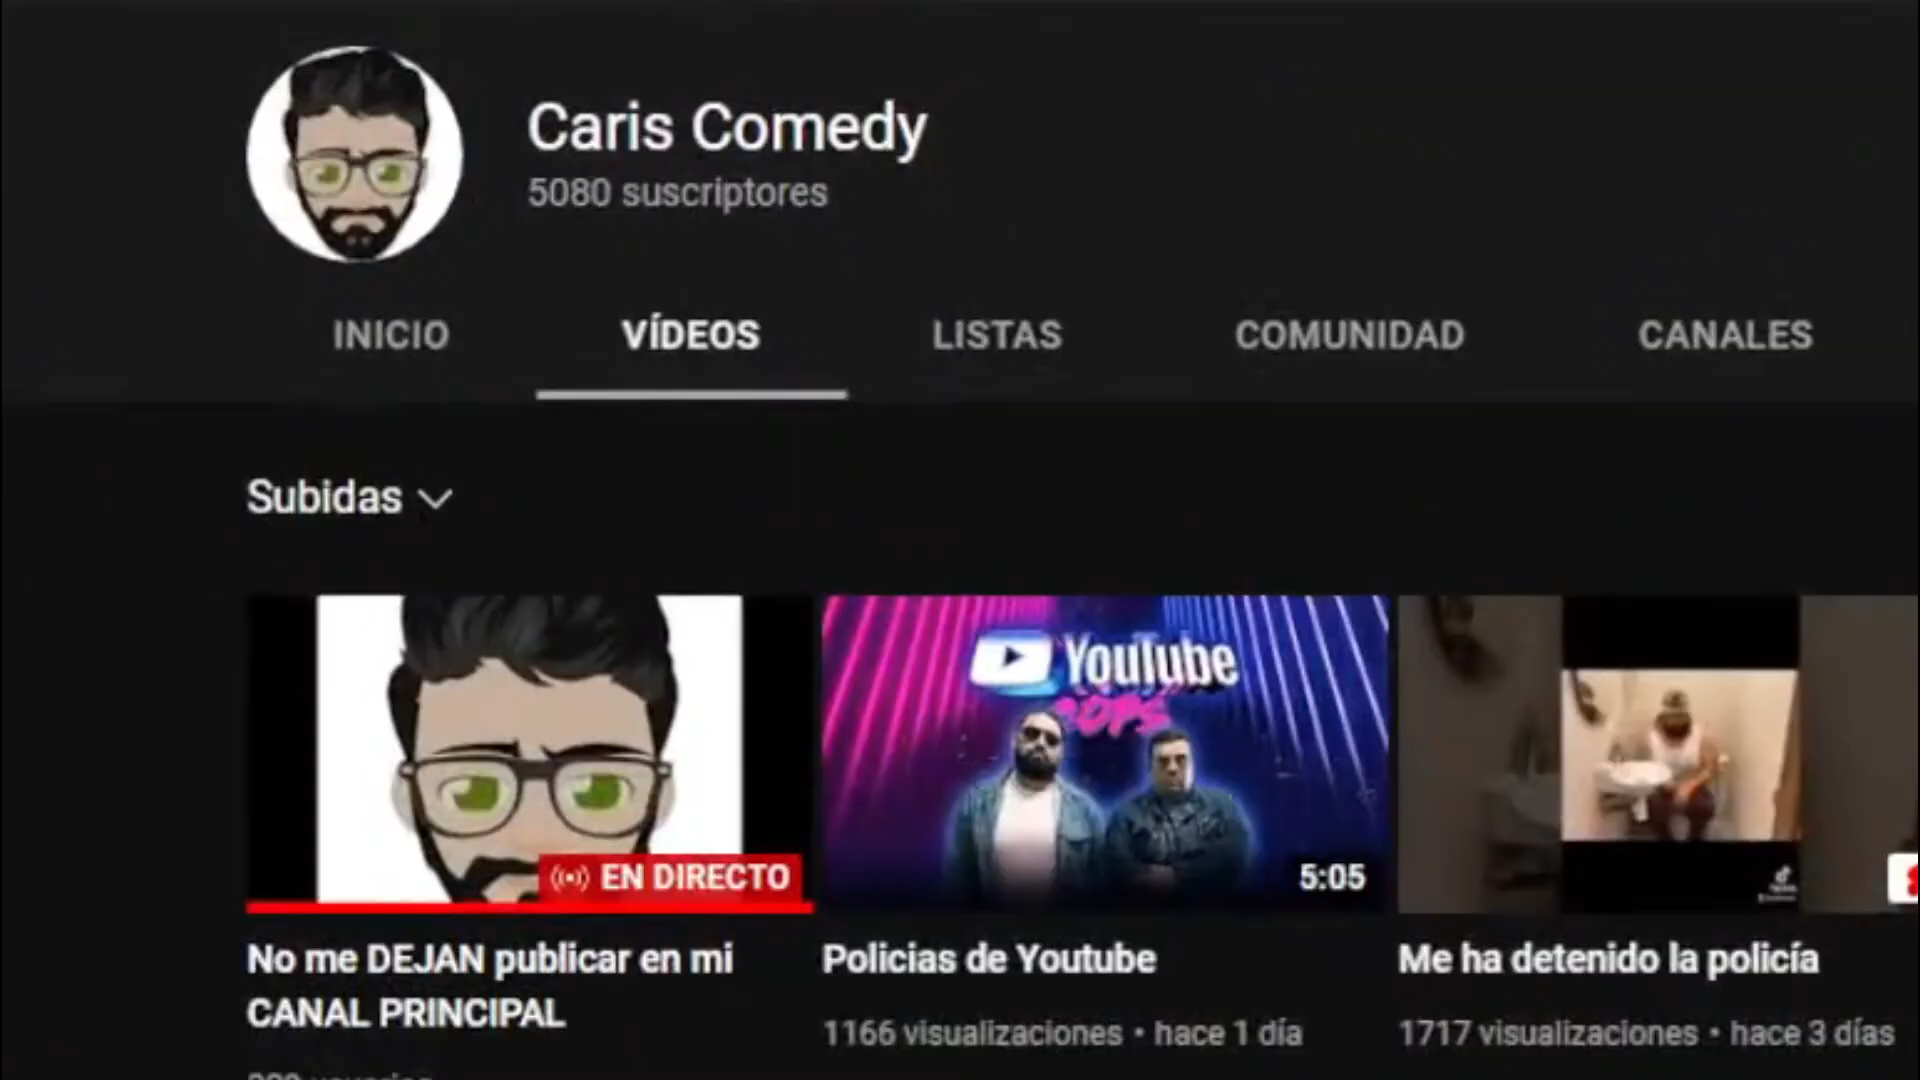 Caris Comedy
5080 suscriptores
INICIO
VÍDEOS
LISTAS
COMUNIDAD
CANALES
Subidas
EN DIRECTO
YouTube
COPS
5:05
No me DEJAN publicar en mi
CANAL PRINCIPAL
Policias de Youtube
1166 visualizaciones • hace 1 día
Me ha detenido la policía
1717 visualizaciones • hace 3 días